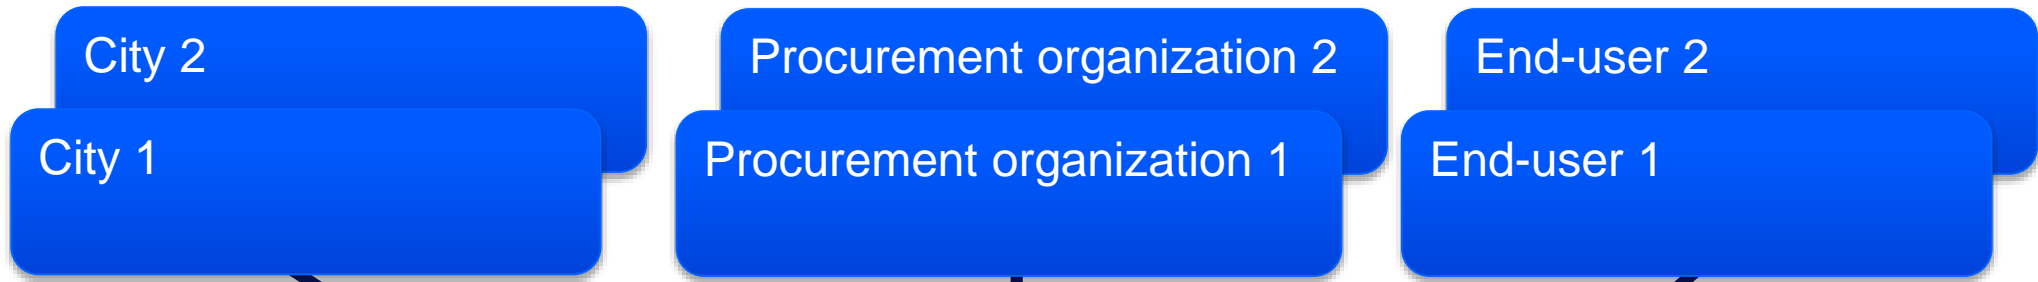 City 2
City 1
Procurement organization 2
Procurement organization 1
End-user 2
End-user 1